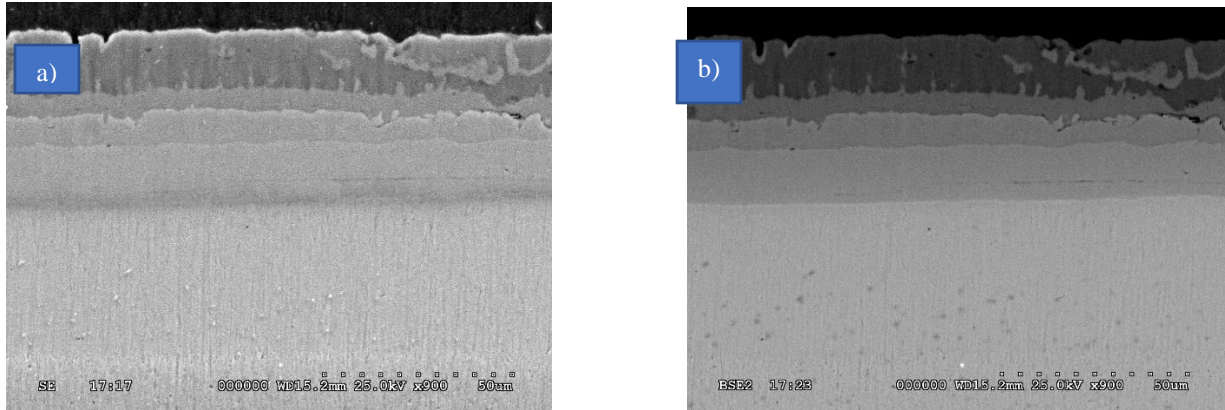 a)
b)
SE 17:17 000000 WD15.2mm 25.0kV x900 50um
BSE2 17:23 000000 WD15.2mm 25.0kV x900 50um